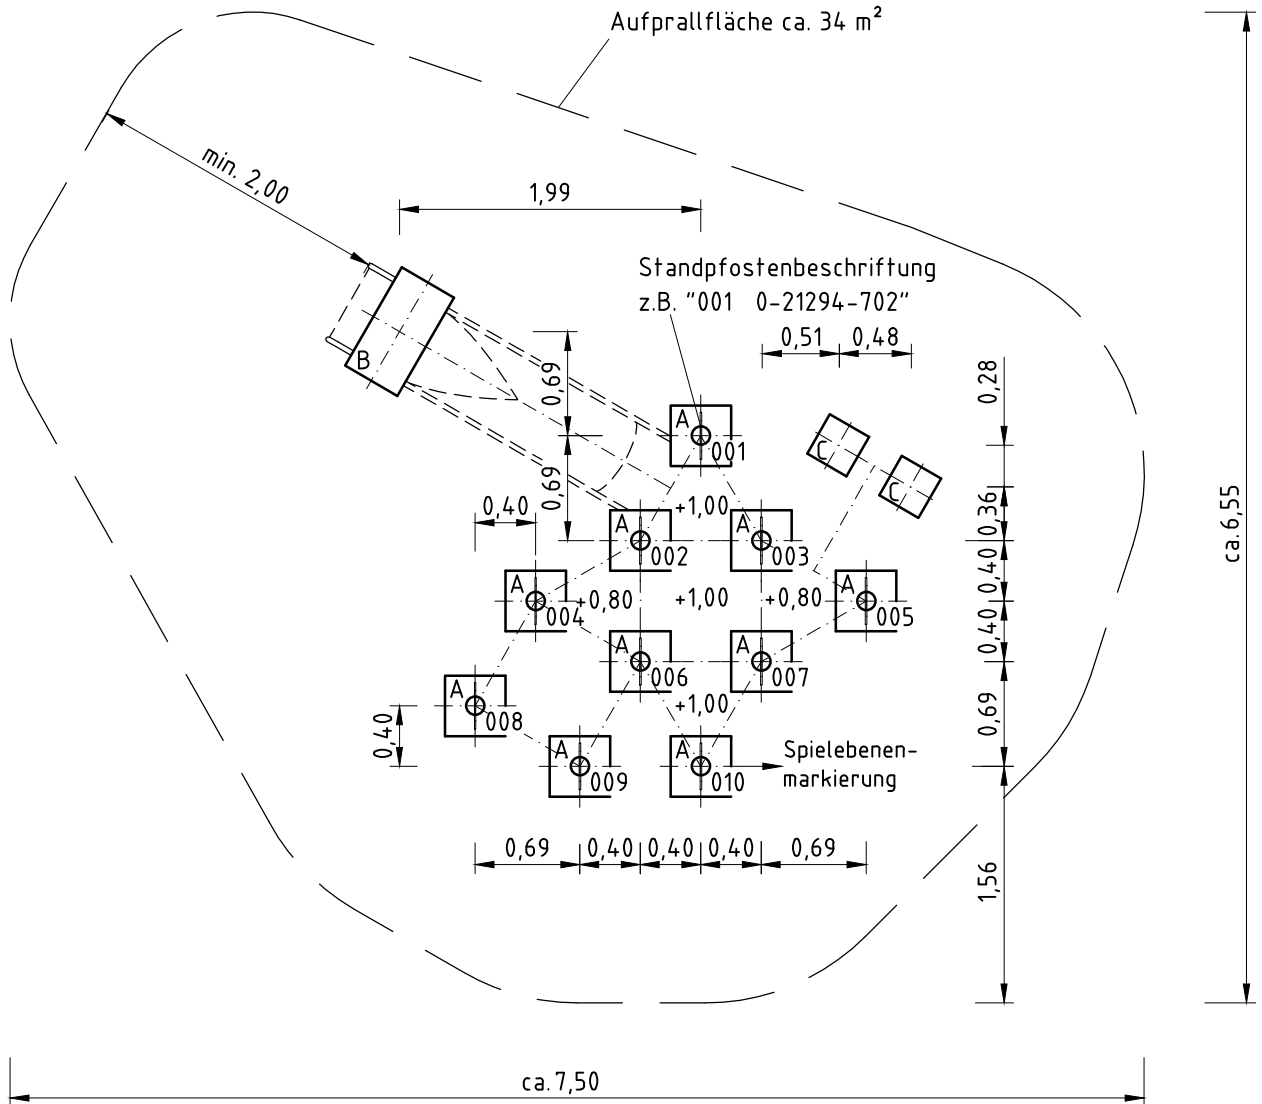 Aufprallfläche ca. 34 m²
min. 2,00
1,99
Standpfostenbeschriftung
z.B. "001 0-21294-702"
0,51
0,48
B
0,69
0,28
A
001
C
C
0,69
0,40
+1,00
0,36
ca.6,55
A
002
A
003
0,40
A
004
+0,80
+1,00
+0,80
A
005
0,40
A
006
A
007
A
008
+1,00
0,69
0,40
A
009
A
010
Spielebenen-
markierung
0,69
0,40
0,40
0,40
0,69
1,56
ca.7,50